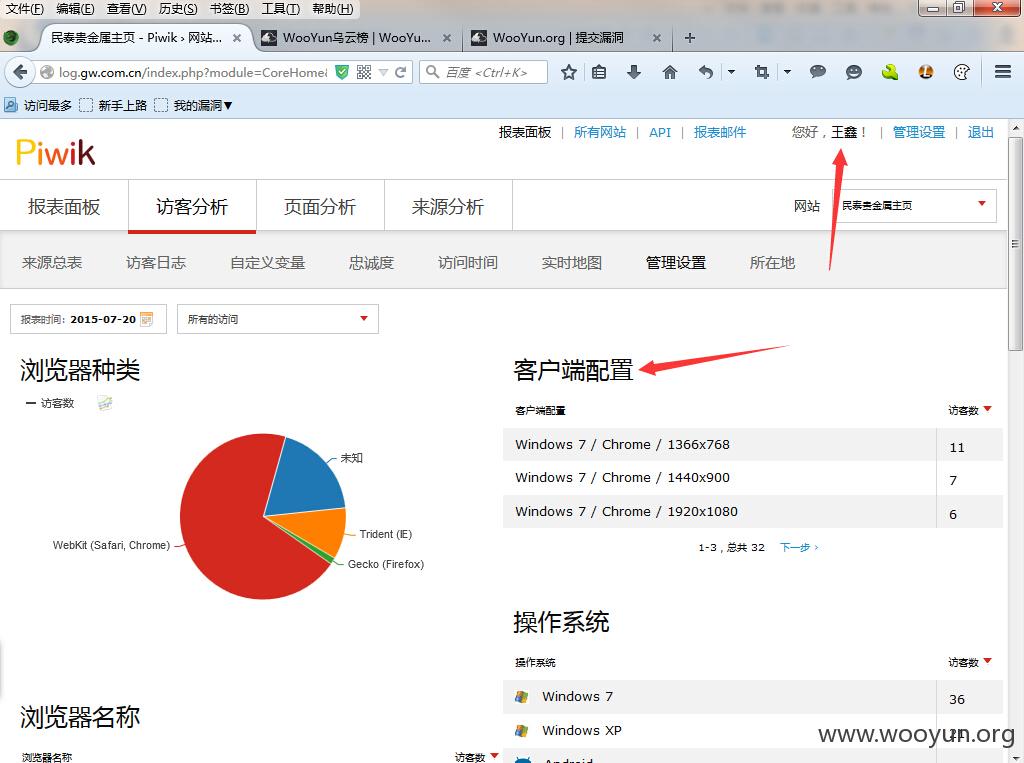 文件(F) 编辑(E) 查看(V) 历史(S) 书签(B) 工具(T) 帮助(H)
民泰贵金属主页 - Piwik › 网站... × WooYun乌云榜 | WooYu... × WooYun.org | 提交漏洞 × +
log.gw.com.cn/index.php?module=CoreHome& 百度 <Ctrl+K>
访问最多 新手上路 我的漏洞▼
报表面板 | 所有网站 | API | 报表邮件 您好，王鑫！ | 管理设置 | 退出
Piwik
报表面板 访客分析 页面分析 来源分析 网站 民泰贵金属主页
来源总表 访客日志 自定义变量 忠诚度 访问时间 实时地图 管理设置 所在地
报表时间: 2015-07-20 所有的访问
浏览器种类
访客数
未知
Trident (IE)
WebKit (Safari, Chrome)
Gecko (Firefox)
客户端配置
客户端配置 访客数
Windows 7 / Chrome / 1366x768 11
Windows 7 / Chrome / 1440x900 7
Windows 7 / Chrome / 1920x1080 6
1-3，总共 32 下一步 ›
操作系统
操作系统 访客数
Windows 7 36
Windows XP
Android
浏览器名称
浏览器名称 访客数
www.wooyun.org